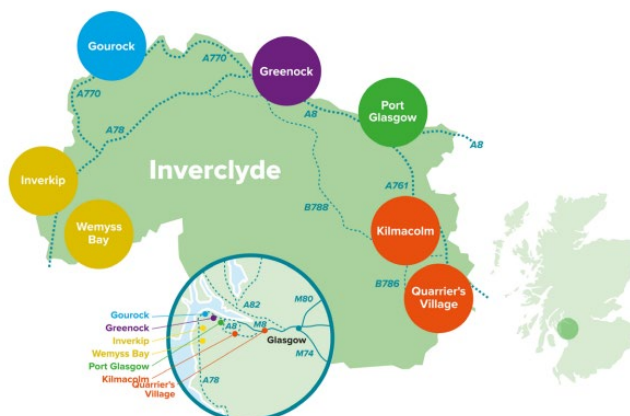 Gourock
A770
Greenock
A770
A78
A8
Port
Glasgow
A8
Inverclyde
A761
Inverkip
B788
Wemyss
Bay
Kilmacolm
B786
Quarrier's
Village
Gourock
Greenock
Inverkip
Wemyss Bay
Port Glasgow
Kilmacolm
Quarrier's
Village
A82
M80
A8
M8
Glasgow
M74
A78